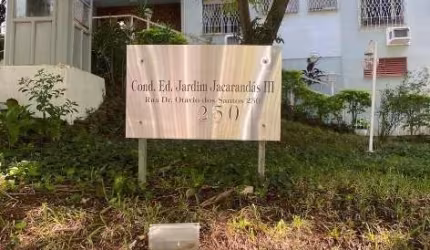 Cond. Ed. Jardim Jacarandás III
Rua Dr. Otavio dos Santos 250
250